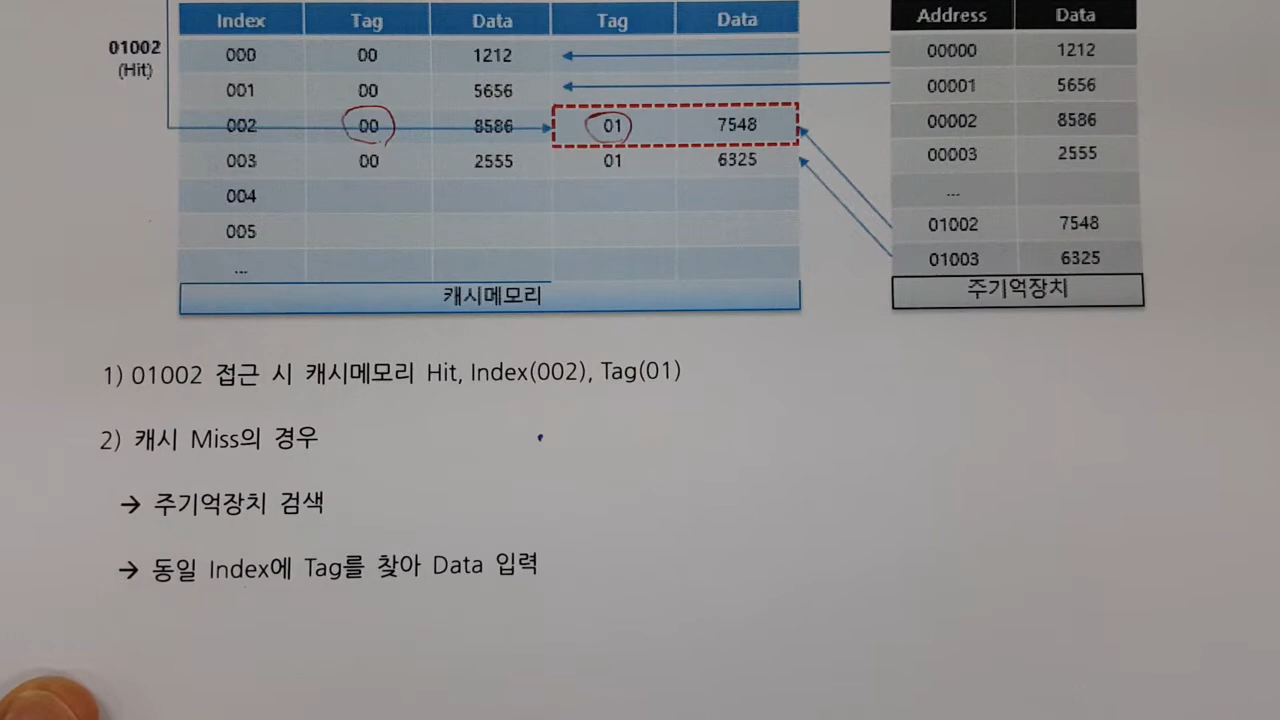 Index Tag Data Tag Data
01002
(Hit)
000 00 1212
001 00 5656
002 00 8586 01 7548
003 00 2555 01 6325
004
005
...
캐시메모리
Address Data
00000 1212
00001 5656
00002 8586
00003 2555
...
01002 7548
01003 6325
주기억장치
1) 01002 접근 시 캐시메모리 Hit, Index(002), Tag(01)
2) 캐시 Miss의 경우
→ 주기억장치 검색
→ 동일 Index에 Tag를 찾아 Data 입력